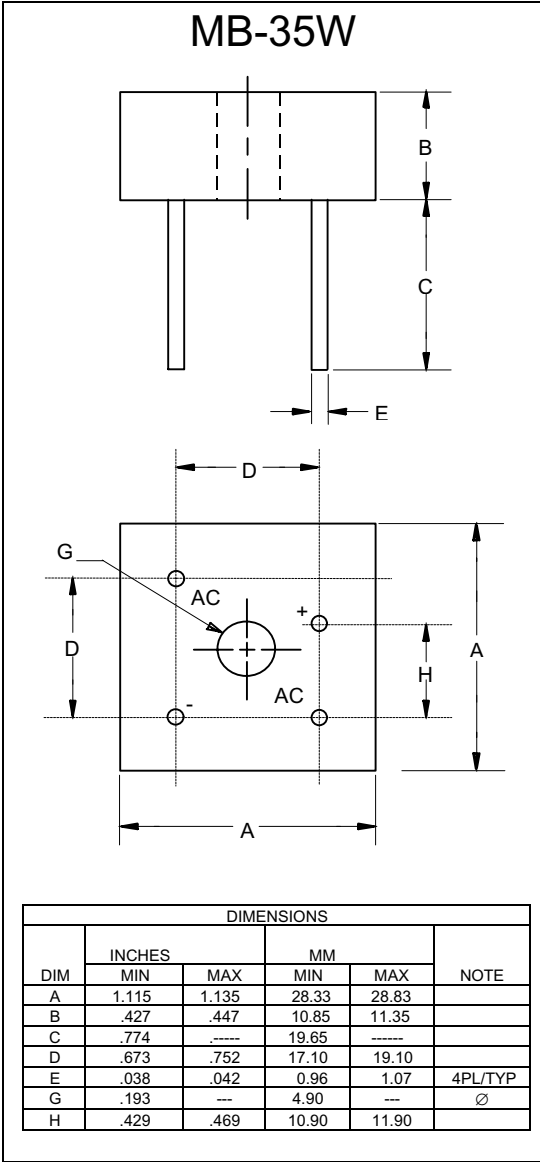 MB-35W
B
C
E
D
G
AC
+
D
A
H
AC
-
A
DIMENSIONS
INCHES MM
DIM MIN MAX MIN MAX NOTE
A 1.115 1.135 28.33 28.83
B .427 .447 10.85 11.35
C .774 .----- 19.65 ------
D .673 .752 17.10 19.10
E .038 .042 0.96 1.07 4PL/TYP
G .193 --- 4.90 --- ∅
H .429 .469 10.90 11.90